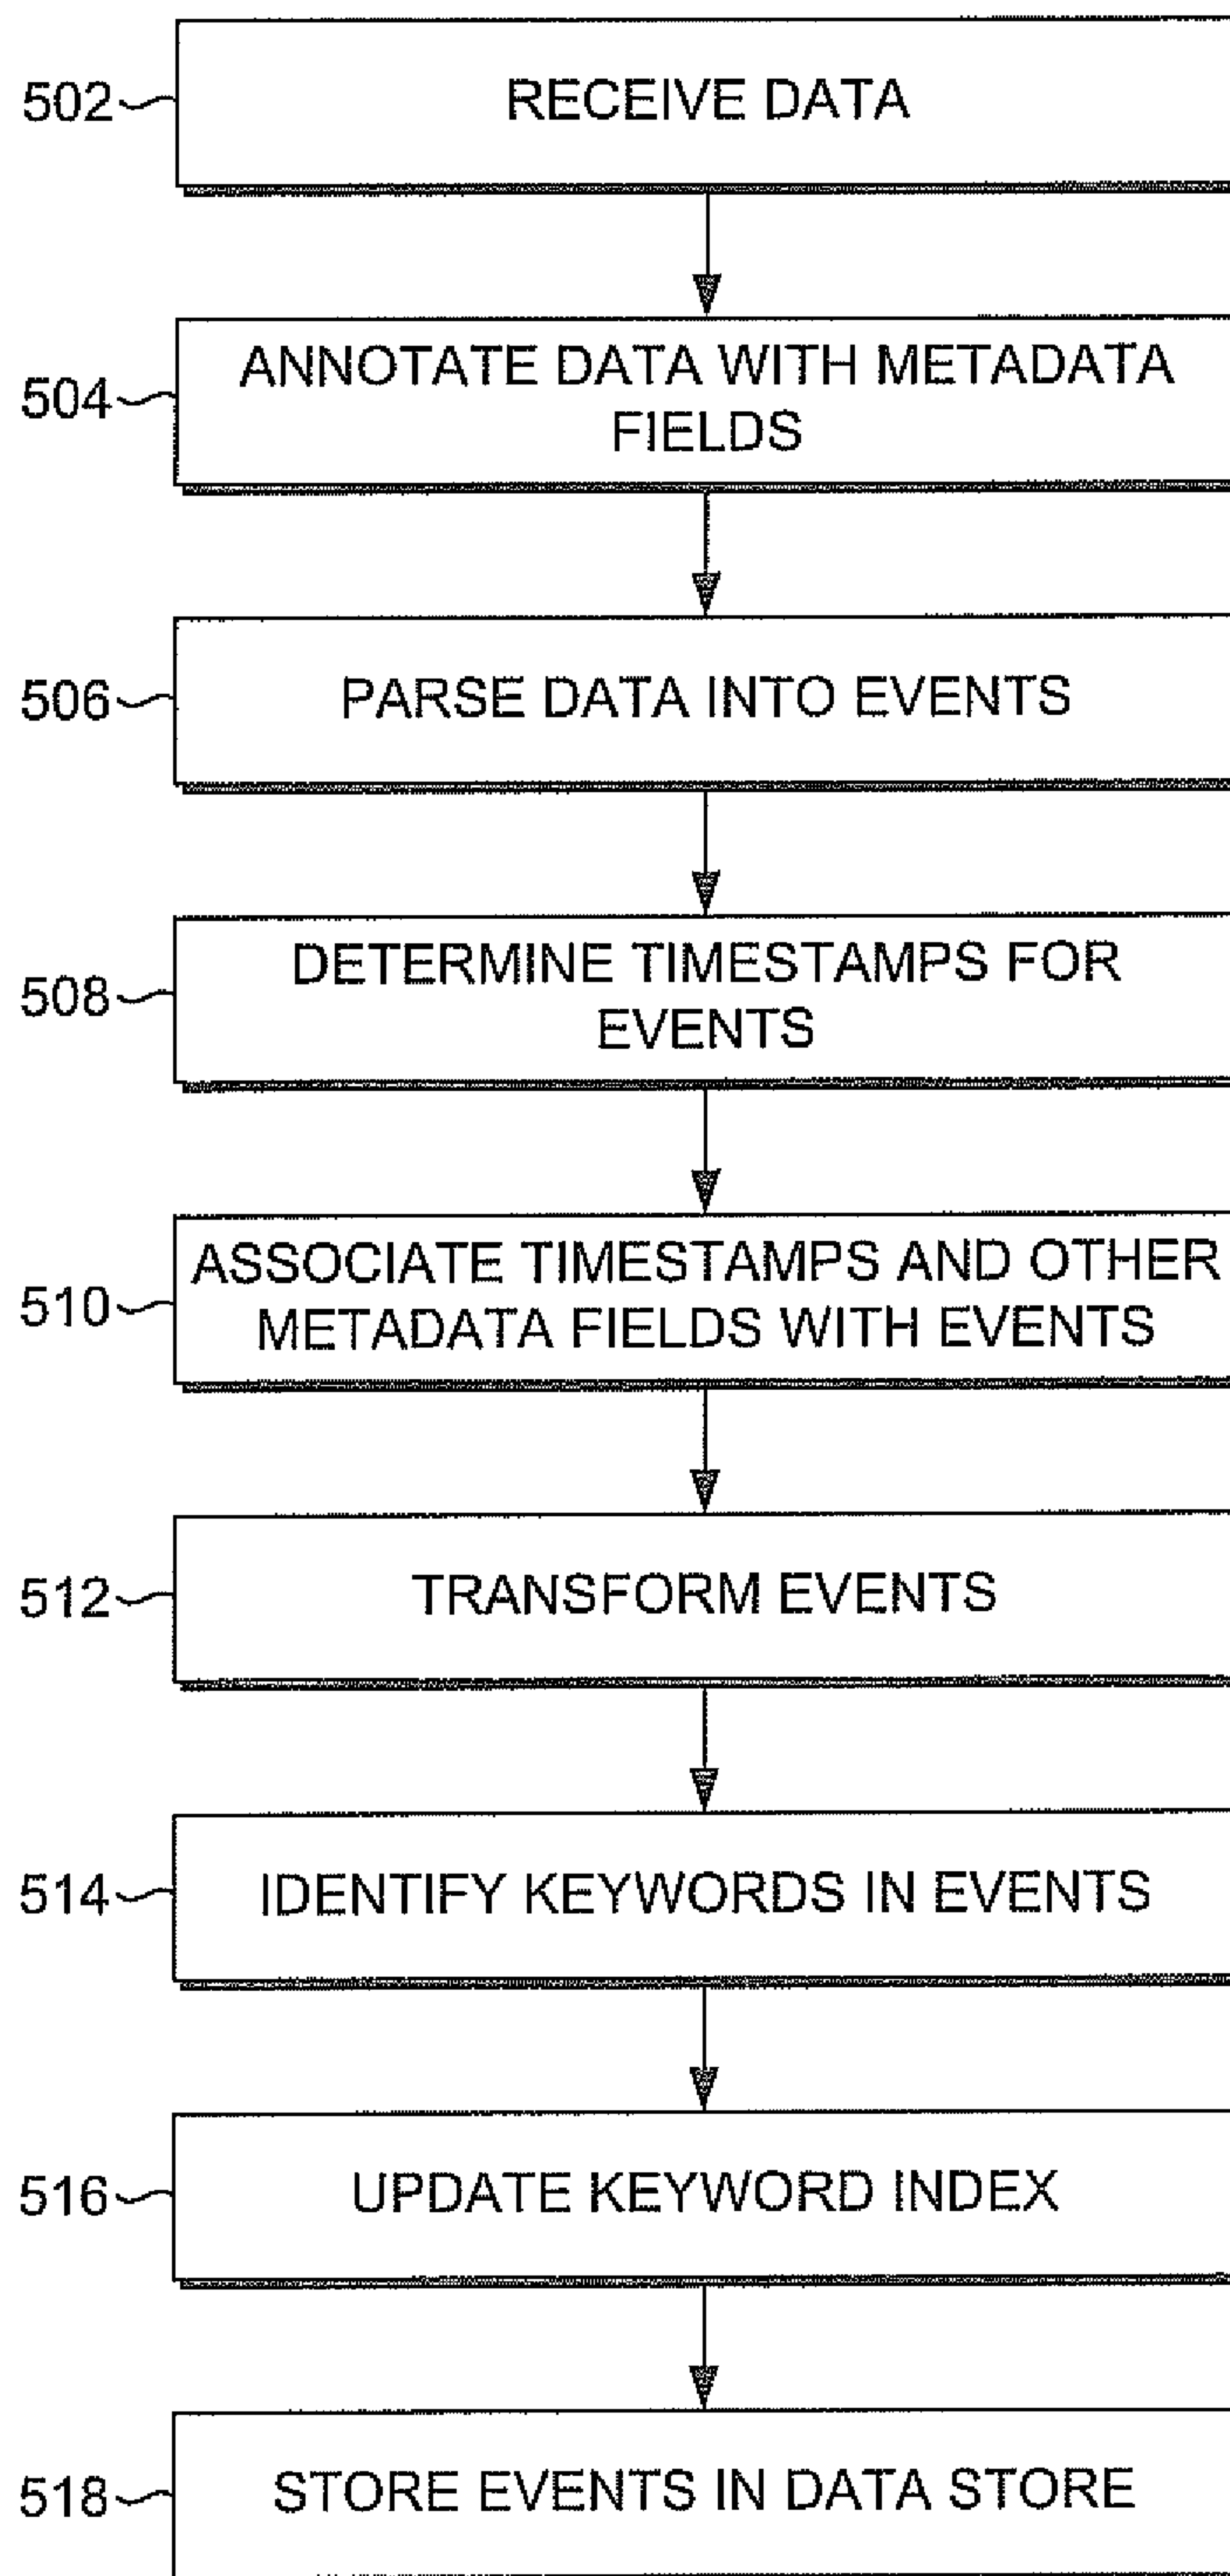 502
RECEIVE DATA
504
ANNOTATE DATA WITH METADATA
FIELDS
506
PARSE DATA INTO EVENTS
508
DETERMINE TIMESTAMPS FOR
EVENTS
510
ASSOCIATE TIMESTAMPS AND OTHER
METADATA FIELDS WITH EVENTS
512
TRANSFORM EVENTS
514
IDENTIFY KEYWORDS IN EVENTS
516
UPDATE KEYWORD INDEX
518
STORE EVENTS IN DATA STORE